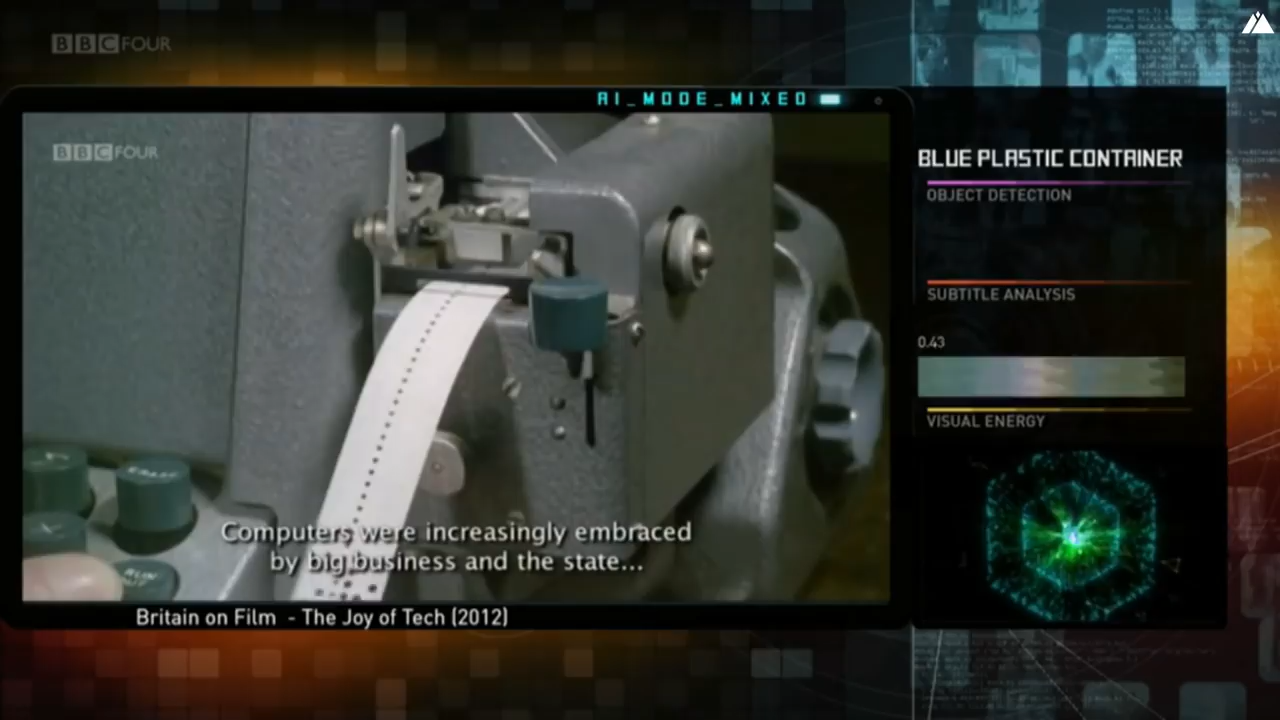 BBC FOUR
AI_MODE_MIXED
BBC FOUR
BLUE PLASTIC CONTAINER
OBJECT DETECTION
SUBTITLE ANALYSIS
0.43
VISUAL ENERGY
RUN
Computers were increasingly embraced
by big business and the state...
Britain on Film - The Joy of Tech (2012)